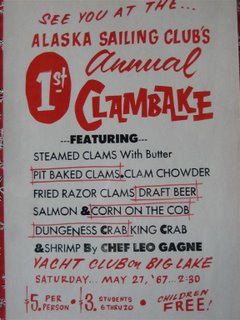 SEE YOU AT THE...
ALASKA SAILING CLUB'S
1st Annual
CLAMBAKE
---FEATURING---
STEAMED CLAMS With Butter
PIT BAKED CLAMS CLAM CHOWDER
FRIED RAZOR CLAMS DRAFT BEER
SALMON & CORN ON THE COB
DUNGENESS CRAB KING CRAB
& SHRIMP By CHEF LEO GAGNE
YACHT CLUB on BIG LAKE
SATURDAY... MAY 27, '67...2:30
$5. PER PERSON • $3. STUDENTS 6 THRU 20 • CHILDREN FREE!